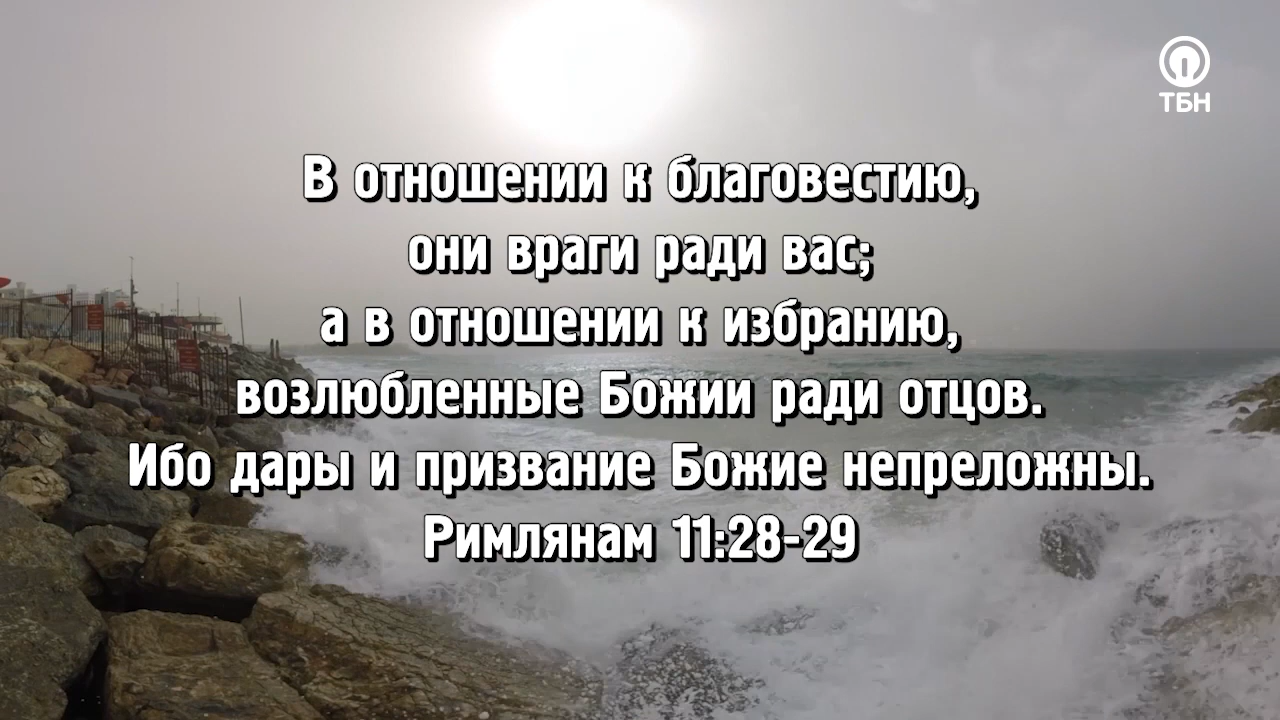 ТБН
В отношении к благовестию,
они враги ради вас;
а в отношении к избранию,
возлюбленные Божии ради отцов.
Ибо дары и призвание Божие непреложны.
Римлянам 11:28-29